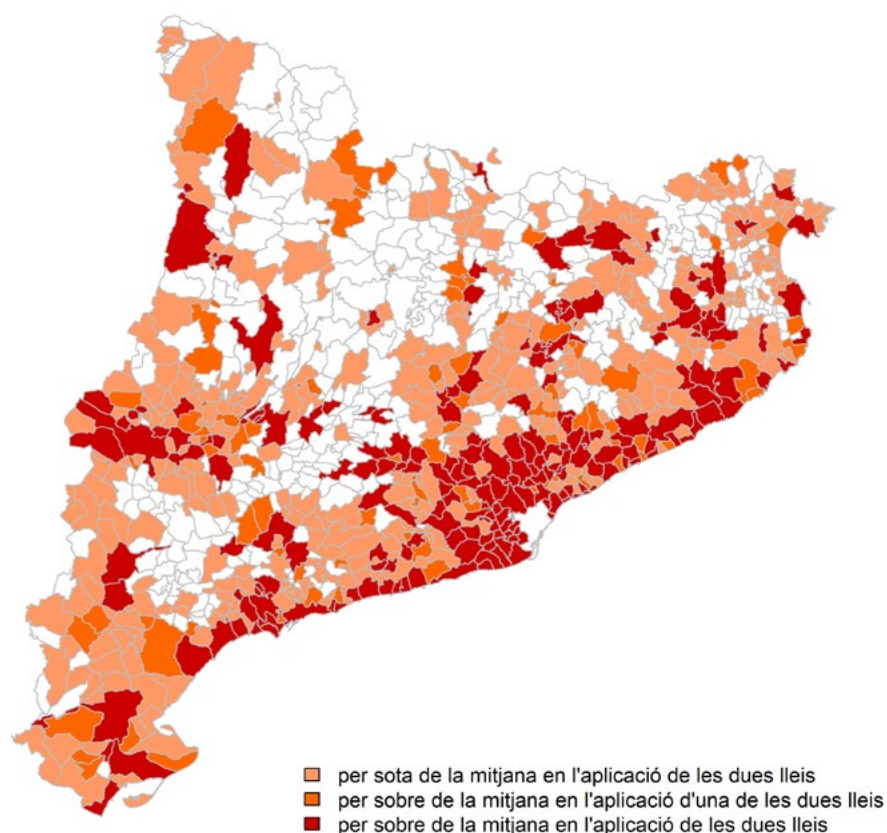 per sota de la mitjana en l'aplicació de les dues lleis
per sobre de la mitjana en l'aplicació d'una de les dues lleis
per sobre de la mitjana en l'aplicació de les dues lleis